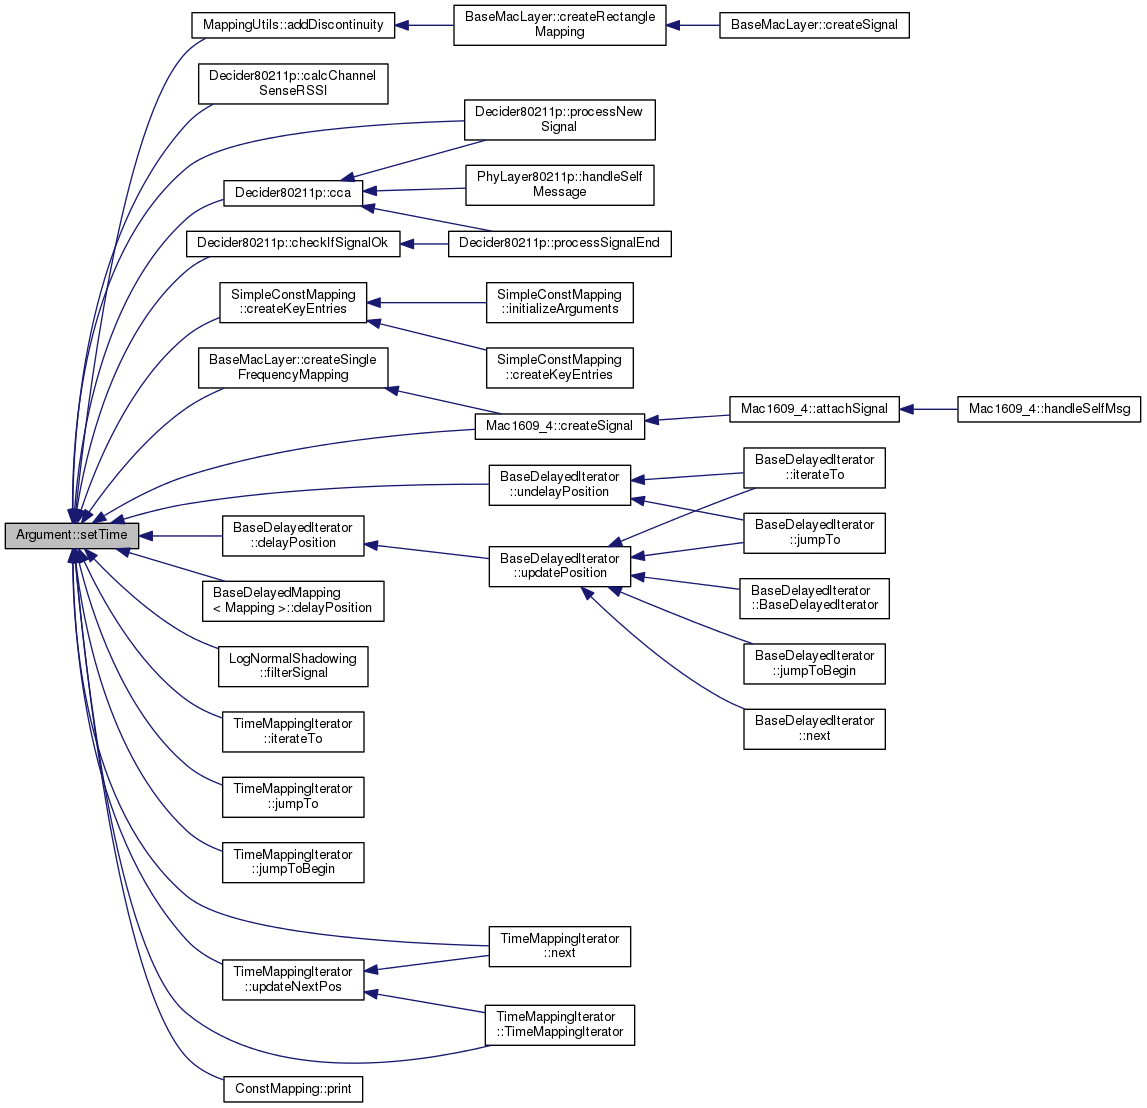 MappingUtils::addDiscontinuity
BaseMacLayer::createRectangle
Mapping
BaseMacLayer::createSignal
Decider80211p::calcChannel
SenseRSSI
Decider80211p::processNew
Signal
Decider80211p::cca
PhyLayer80211p::handleSelf
Message
Decider80211p::checkIfSignalOk
Decider80211p::processSignalEnd
SimpleConstMapping
::createKeyEntries
SimpleConstMapping
::initializeArguments
SimpleConstMapping
::createKeyEntries
BaseMacLayer::createSingle
FrequencyMapping
Mac1609_4::createSignal
Mac1609_4::attachSignal
Mac1609_4::handleSelfMsg
BaseDelayedIterator
::undelayPosition
BaseDelayedIterator
::iterateTo
Argument::setTime
BaseDelayedIterator
::delayPosition
BaseDelayedIterator
::jumpTo
BaseDelayedIterator
::updatePosition
BaseDelayedMapping
< Mapping >::delayPosition
BaseDelayedIterator
::BaseDelayedIterator
LogNormalShadowing
::filterSignal
BaseDelayedIterator
::jumpToBegin
TimeMappingIterator
::iterateTo
BaseDelayedIterator
::next
TimeMappingIterator
::jumpTo
TimeMappingIterator
::jumpToBegin
TimeMappingIterator
::next
TimeMappingIterator
::updateNextPos
TimeMappingIterator
::TimeMappingIterator
ConstMapping::print